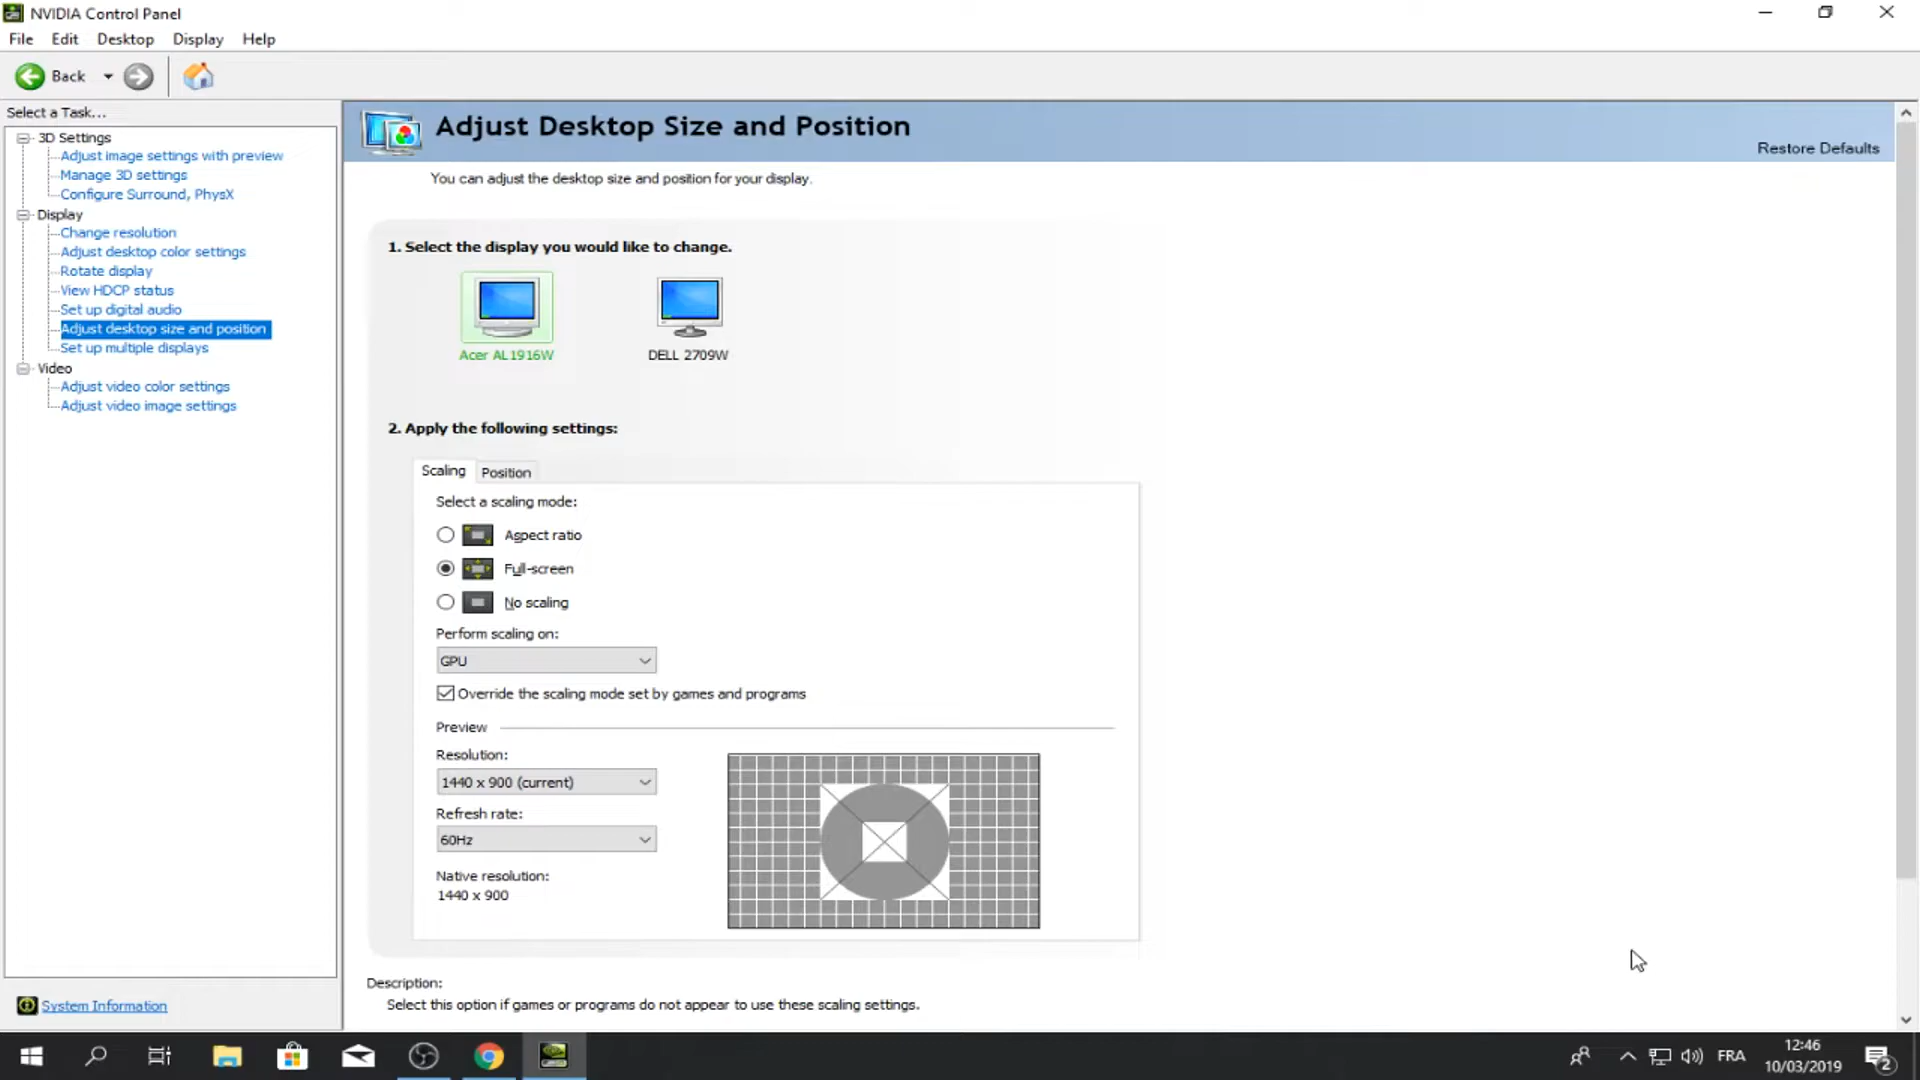 NVIDIA Control Panel
File Edit Desktop Display Help
Back
Select a Task...
3D Settings
Adjust image settings with preview
Manage 3D settings
Configure Surround, PhysX
Display
Change resolution
Adjust desktop color settings
Rotate display
View HDCP status
Set up digital audio
Adjust desktop size and position
Set up multiple displays
Video
Adjust video color settings
Adjust video image settings
System Information
Adjust Desktop Size and Position
Restore Defaults
You can adjust the desktop size and position for your display.
1. Select the display you would like to change.
Acer AL1916W DELL 2709W
2. Apply the following settings:
Scaling Position
Select a scaling mode:
Aspect ratio
Full-screen
No scaling
Perform scaling on:
GPU
Override the scaling mode set by games and programs
Preview
Resolution:
1440 x 900 (current)
Refresh rate:
60Hz
Native resolution:
1440 x 900
Description:
Select this option if games or programs do not appear to use these scaling settings.
FRA
12:46
10/03/2019
2